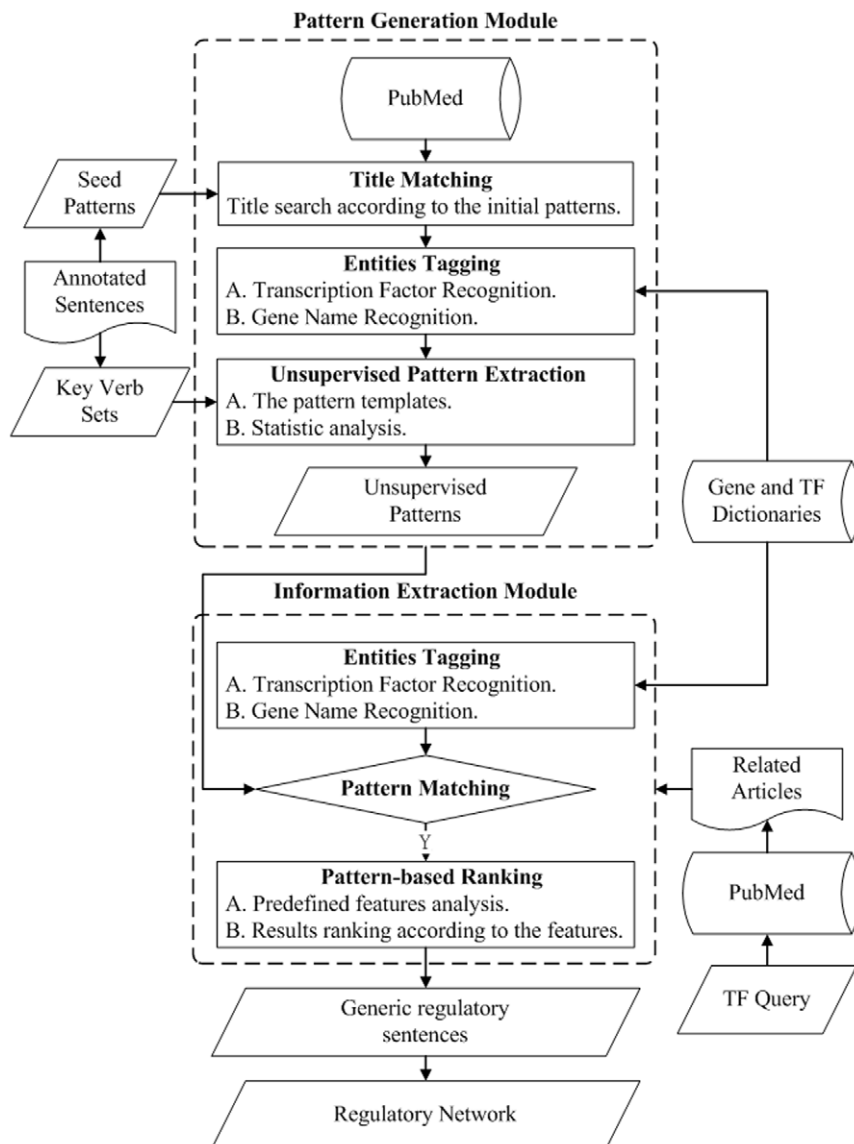 Pattern Generation Module
PubMed
Seed
Patterns
Title Matching
Title search according to the initial patterns.
Annotated
Sentences
Entities Tagging
A. Transcription Factor Recognition.
B. Gene Name Recognition.
Key Verb
Sets
Unsupervised Pattern Extraction
A. The pattern templates.
B. Statistic analysis.
Unsupervised
Patterns
Gene and TF
Dictionaries
Information Extraction Module
Entities Tagging
A. Transcription Factor Recognition.
B. Gene Name Recognition.
Pattern Matching
Related
Articles
Y
Pattern-based Ranking
A. Predefined features analysis.
B. Results ranking according to the features.
PubMed
TF Query
Generic regulatory
sentences
Regulatory Network